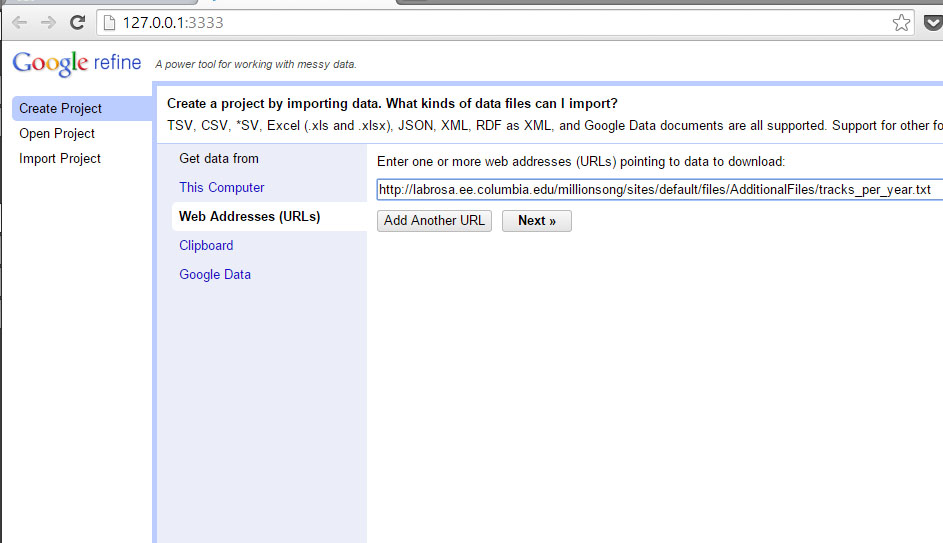 127.0.0.1:3333
Google refine A power tool for working with messy data.
Create Project
Open Project
Import Project
Create a project by importing data. What kinds of data files can I import?
TSV, CSV, *SV, Excel (.xls and .xlsx), JSON, XML, RDF as XML, and Google Data documents are all supported. Support for other fo
Get data from
This Computer
Web Addresses (URLs)
Clipboard
Google Data
Enter one or more web addresses (URLs) pointing to data to download:
http://labrosa.ee.columbia.edu/millionsong/sites/default/files/AdditionalFiles/tracks_per_year.txt
Add Another URL Next »